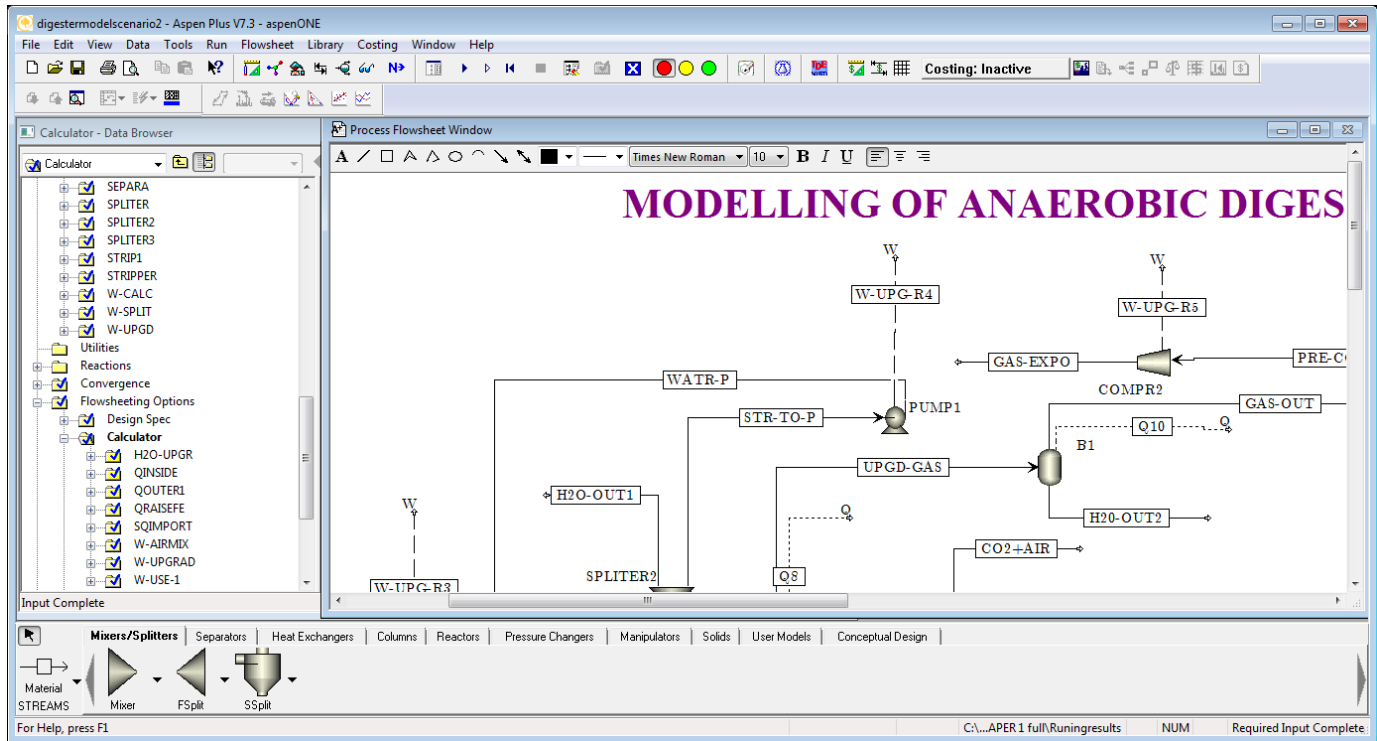 digestermodelscenario2 - Aspen Plus V7.3 - aspenONE
File Edit View Data Tools Run Flowsheet Library Costing Window Help
N>
Costing: Inactive
Calculator - Data Browser
Process Flowsheet Window
Calculator
A
Times New Roman
10
B I U
SEPARA
SPLITER
SPLITER2
SPLITER3
STRIP1
STRIPPER
W-CALC
W-SPLIT
W-UPGD
Utilities
Reactions
Convergence
Flowsheeting Options
Design Spec
Calculator
H2O-UPGR
QINSIDE
QOUTER1
QRAISEFE
SQIMPORT
W-AIRMIX
W-UPGRAD
W-USE-1
Input Complete
MODELLING OF ANAEROBIC DIGES
W
W
W-UPG-R4
W-UPG-R5
GAS-EXPO
PRE-C
COMPR2
WATR-P
GAS-OUT
STR-TO-P
PUMP1
Q10
Q
B1
UPGD-GAS
H2O-OUT1
W
Q
H20-OUT2
CO2+AIR
SPLITER2
Q8
W-UPG-R3
Mixers/Splitters Separators Heat Exchangers Columns Reactors Pressure Changers Manipulators Solids User Models Conceptual Design
Material
STREAMS
Mixer FSplit SSplit
For Help, press F1
C:\...APER 1 full\Runingresults NUM Required Input Complete